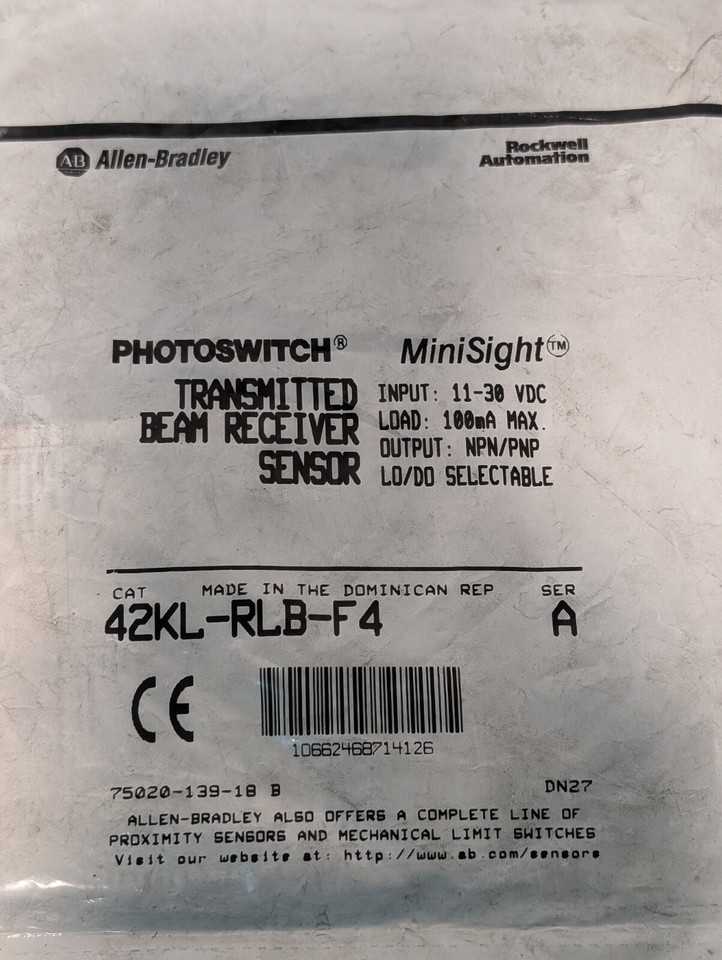 AB Allen-Bradley
Rockwell
Automation
PHOTOSWITCH® MiniSight™
TRANSMITTED
BEAM RECEIVER
SENSOR
INPUT: 11-30 VDC
LOAD: 100mA MAX.
OUTPUT: NPN/PNP
LO/DO SELECTABLE
CAT MADE IN THE DOMINICAN REP SER
42KL-RLB-F4 A
CE
10662468714126
75020-139-18 B DN27
ALLEN-BRADLEY ALSO OFFERS A COMPLETE LINE OF
PROXIMITY SENSORS AND MECHANICAL LIMIT SWITCHES
Visit our website at: http://www.ab.com/sensors